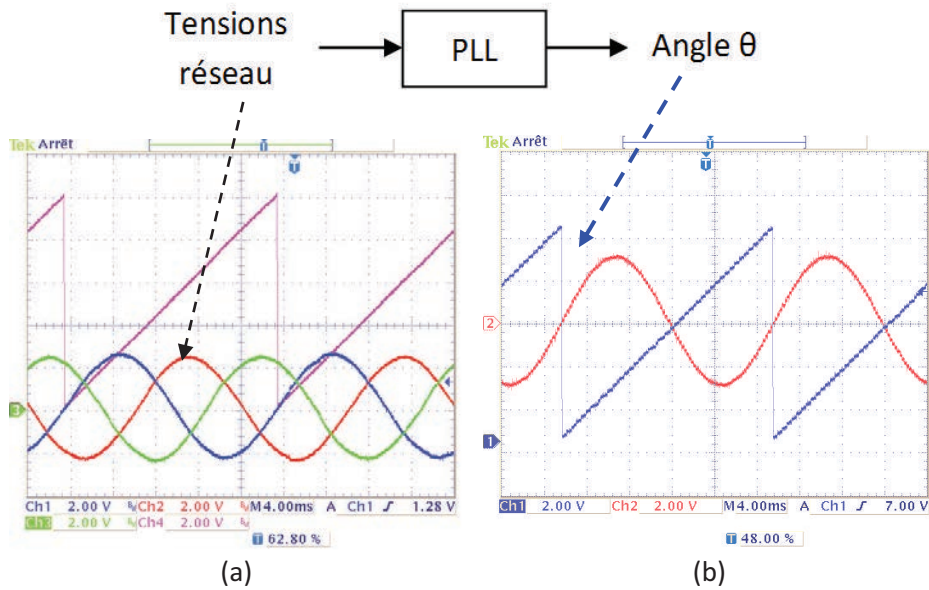 Tensions
réseau
PLL
Angle θ
Tek Arrêt
T
T
3
Ch1 2.00 V Ch2 2.00 V M4.00ms A Ch1 1.28 V
Ch3 2.00 V Ch4 2.00 V
T 62.80 %
(a)
Tek Arrêt
T
T
2
1
Ch1 2.00 V Ch2 2.00 V M4.00ms A Ch1 7.00 V
T 48.00 %
(b)